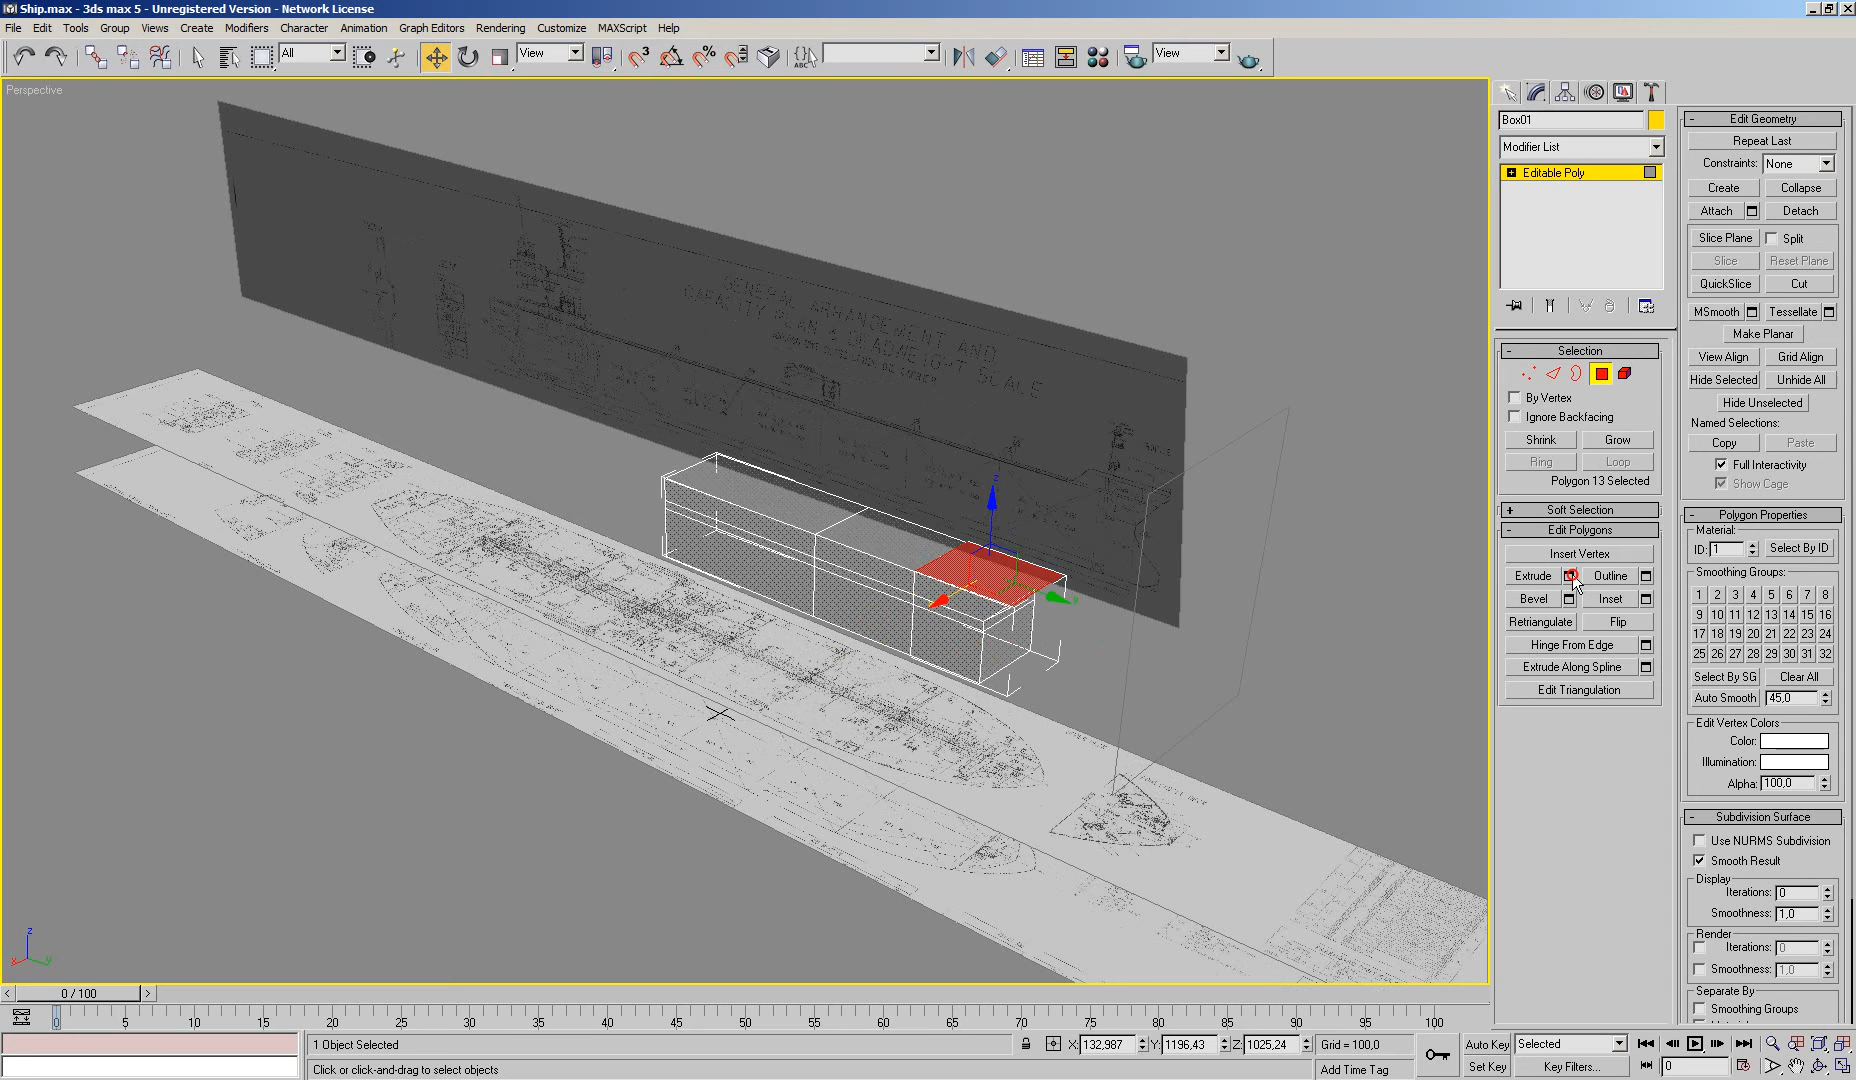 Ship.max - 3ds max 5 - Unregistered Version - Network License
File Edit Tools Group Views Create Modifiers Character Animation Graph Editors Rendering Customize MAXScript Help
All
View
3
%
ABC
View
Perspective
GENERAL ARRANGEMENT AND
CAPACITY PLAN & DEADWEIGHT SCALE
z
Box01
Modifier List
Editable Poly
Selection
By Vertex
Ignore Backfacing
Shrink Grow
Ring Loop
Polygon 13 Selected
Soft Selection
Edit Polygons
Insert Vertex
Extrude Outline
Bevel Inset
Retriangulate Flip
Hinge From Edge
Extrude Along Spline
Edit Triangulation
Edit Geometry
Repeat Last
Constraints: None
Create Collapse
Attach Detach
Slice Plane Split
Slice Reset Plane
QuickSlice Cut
MSmooth Tessellate
Make Planar
View Align Grid Align
Hide Selected Unhide All
Hide Unselected
Named Selections:
Copy Paste
Full Interactivity
Show Cage
Polygon Properties
Material:
ID: 1 Select By ID
Smoothing Groups:
1 2 3 4 5 6 7 8
9 10 11 12 13 14 15 16
17 18 19 20 21 22 23 24
25 26 27 28 29 30 31 32
Select By SG Clear All
Auto Smooth 45,0
Edit Vertex Colors
Color:
Illumination:
Alpha: 100,0
Subdivision Surface
Use NURMS Subdivision
Smooth Result
Display
Iterations: 0
Smoothness: 1,0
Render
Iterations: 0
Smoothness: 1,0
Separate By
Smoothing Groups
z
x
y
0 / 100
0 5 10 15 20 25 30 35 40 45 50 55 60 65 70 75 80 85 90 95 100
1 Object Selected
X: 132,987 Y: 1196,43 Z: 1025,24
Grid = 100,0
Auto Key Selected
Click or click-and-drag to select objects
Add Time Tag
Set Key Key Filters...
0